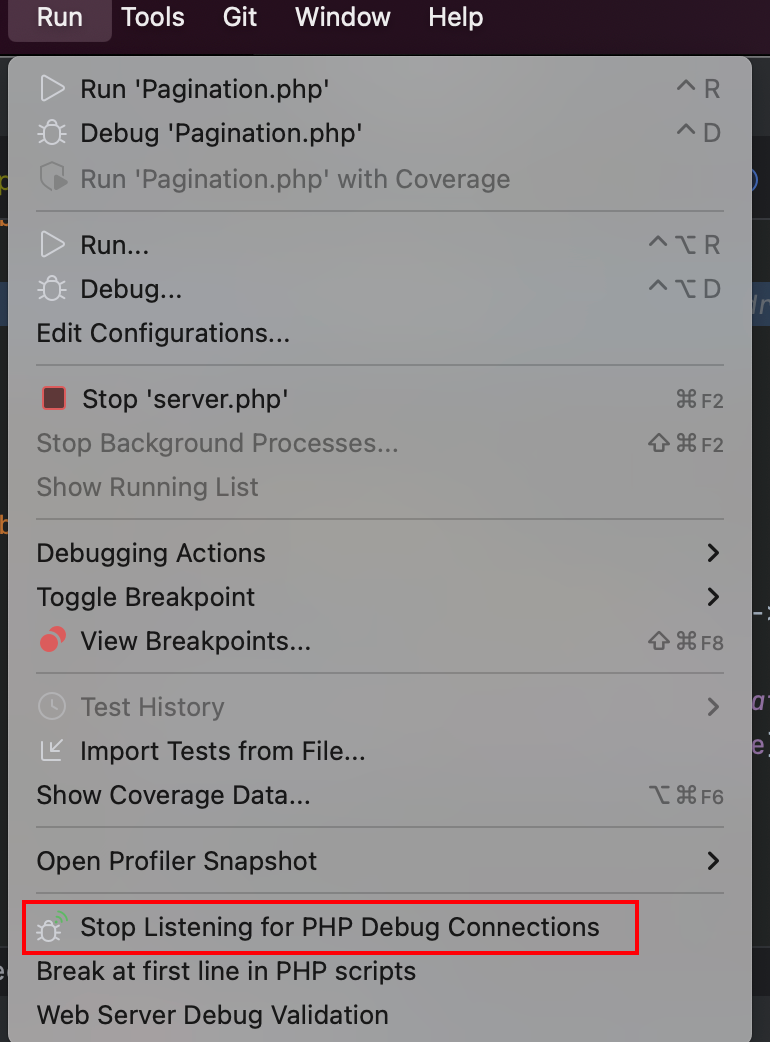 Run Tools Git Window Help
Run 'Pagination.php' ^ R
Debug 'Pagination.php' ^ D
Run 'Pagination.php' with Coverage
Run... ^ ⌥ R
Debug... ^ ⌥ D
Edit Configurations...
Stop 'server.php' ⌘ F2
Stop Background Processes... ⇧ ⌘ F2
Show Running List
Debugging Actions
Toggle Breakpoint
View Breakpoints... ⇧ ⌘ F8
Test History
Import Tests from File...
Show Coverage Data... ⌥ ⌘ F6
Open Profiler Snapshot
Stop Listening for PHP Debug Connections
Break at first line in PHP scripts
Web Server Debug Validation